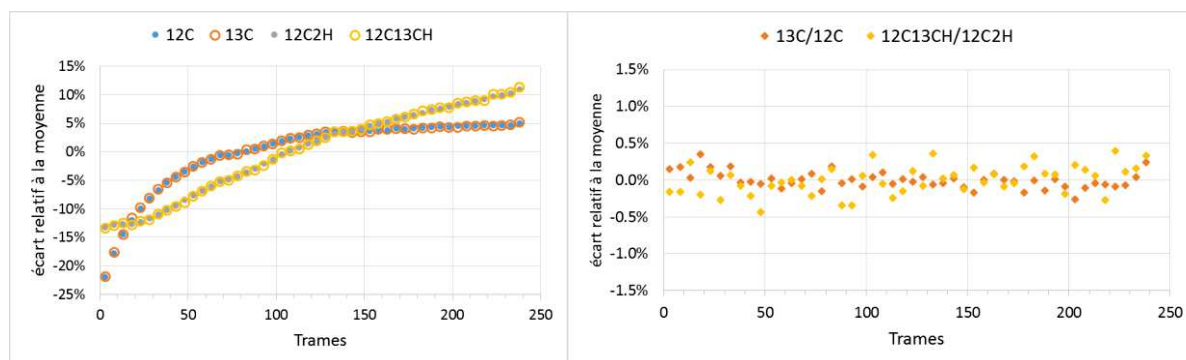 12C 13C 12C2H 12C13CH
15%
10%
5%
0%
-5%
-10%
-15%
-20%
-25%
écart relatif à la moyenne
0 50 100 150 200 250
Trames
13C/12C 12C13CH/12C2H
1.5%
1.0%
0.5%
0.0%
-0.5%
-1.0%
-1.5%
écart relatif à la moyenne
0 50 100 150 200 250
Trames